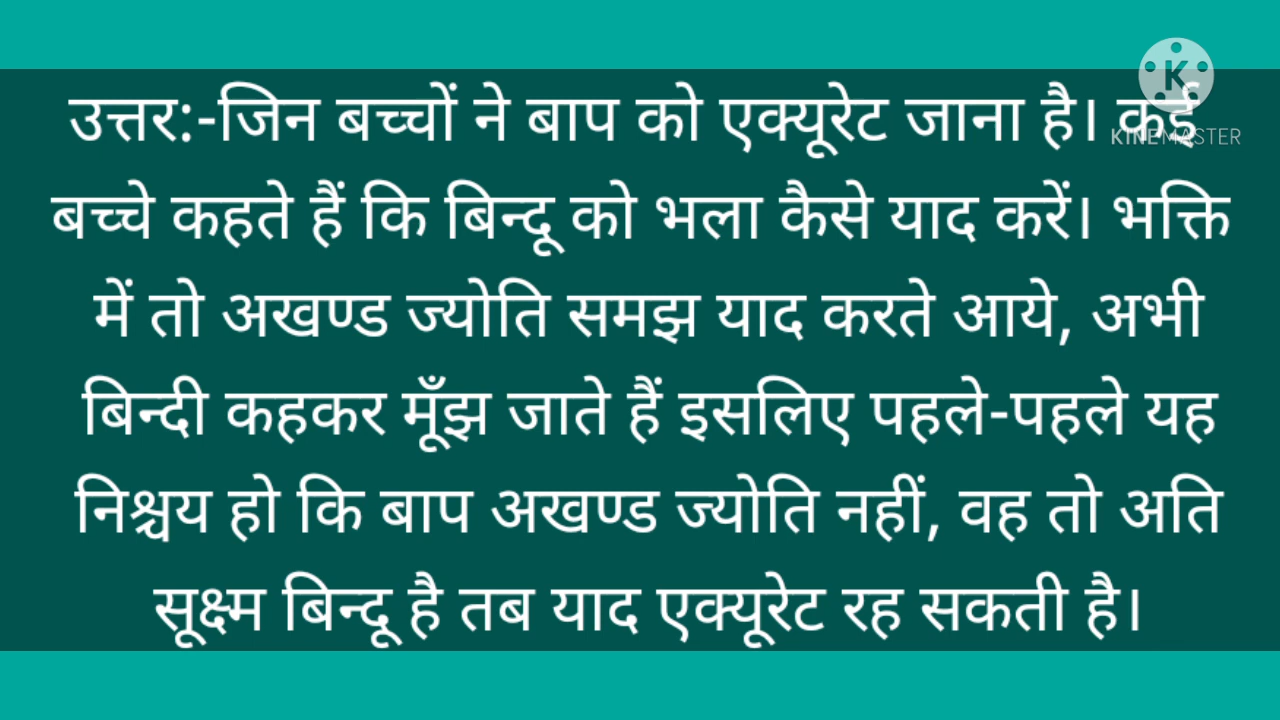 उत्तर:-जिन बच्चों ने बाप को एक्यूरेट जाना है। कई
बच्चे कहते हैं कि बिन्दू को भला कैसे याद करें। भक्ति
में तो अखण्ड ज्योति समझ याद करते आये, अभी
बिन्दी कहकर मूँझ जाते हैं इसलिए पहले-पहले यह
निश्चय हो कि बाप अखण्ड ज्योति नहीं, वह तो अति
सूक्ष्म बिन्दू है तब याद एक्यूरेट रह सकती है।
K
KINEMASTER